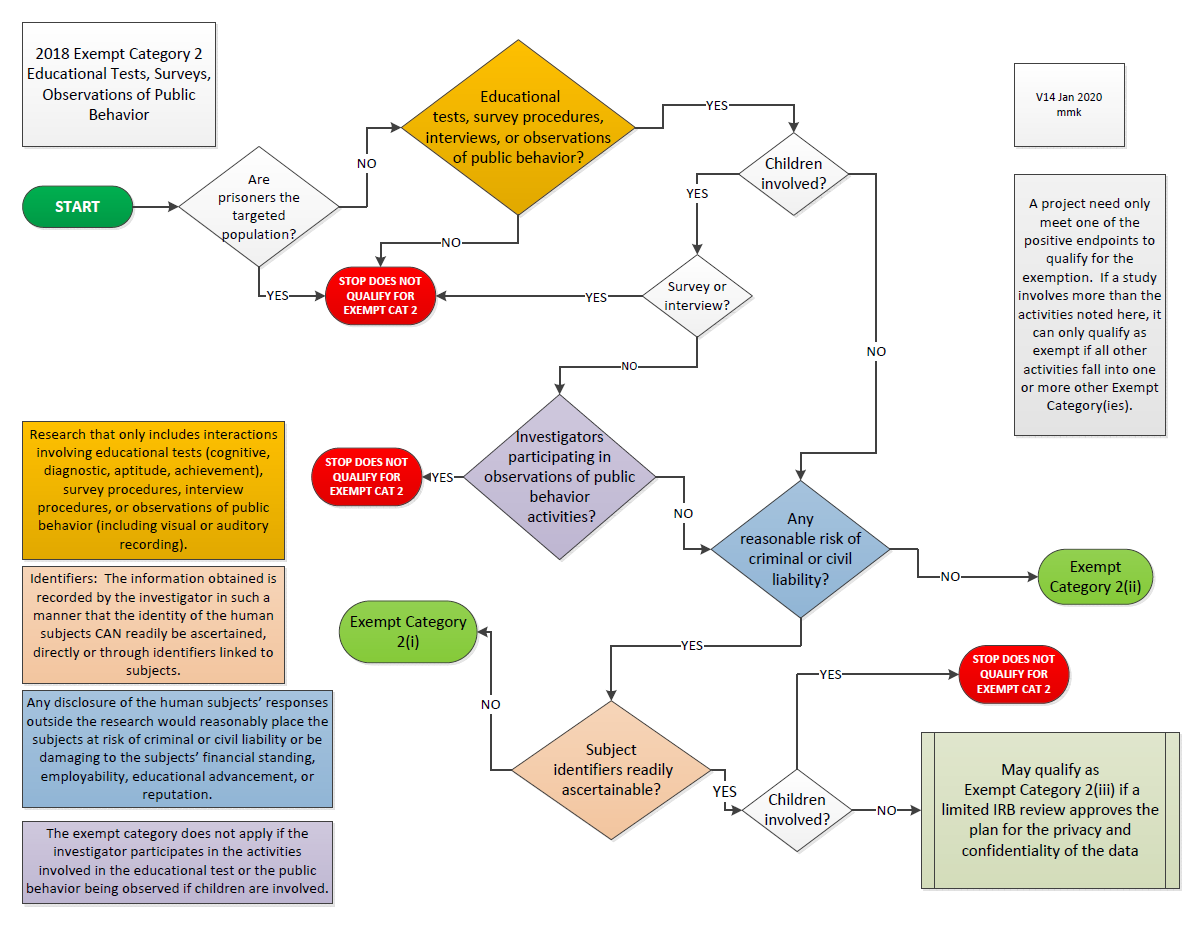 2018 Exempt Category 2
Educational Tests, Surveys,
Observations of Public
Behavior
V14 Jan 2020
mmk
START
Are
prisoners the
targeted
population?
NO
YES
Educational
tests, survey procedures,
interviews, or observations
of public behavior?
YES
NO
STOP DOES NOT
QUALIFY FOR
EXEMPT CAT 2
Children
involved?
YES
NO
Survey or
interview?
YES
NO
A project need only
meet one of the
positive endpoints to
qualify for the
exemption.  If a study
involves more than the
activities noted here, it
can only qualify as
exempt if all other
activities fall into one
or more other Exempt
Category(ies).
Investigators
participating in
observations of public
behavior
activities?
YES
NO
STOP DOES NOT
QUALIFY FOR
EXEMPT CAT 2
Any
reasonable risk of
criminal or civil
liability?
NO
YES
Exempt
Category 2(ii)
Exempt Category
2(i)
NO
Subject
identifiers readily
ascertainable?
YES
Children
involved?
YES
NO
STOP DOES NOT
QUALIFY FOR
EXEMPT CAT 2
May qualify as
Exempt Category 2(iii) if a
limited IRB review approves the
plan for the privacy and
confidentiality of the data
Research that only includes interactions
involving educational tests (cognitive,
diagnostic, aptitude, achievement),
survey procedures, interview
procedures, or observations of public
behavior (including visual or auditory
recording).
Identifiers:  The information obtained is
recorded by the investigator in such a
manner that the identity of the human
subjects CAN readily be ascertained,
directly or through identifiers linked to
subjects.
Any disclosure of the human subjects’ responses
outside the research would reasonably place the
subjects at risk of criminal or civil liability or be
damaging to the subjects’ financial standing,
employability, educational advancement, or
reputation.
The exempt category does not apply if the
investigator participates in the activities
involved in the educational test or the public
behavior being observed if children are involved.